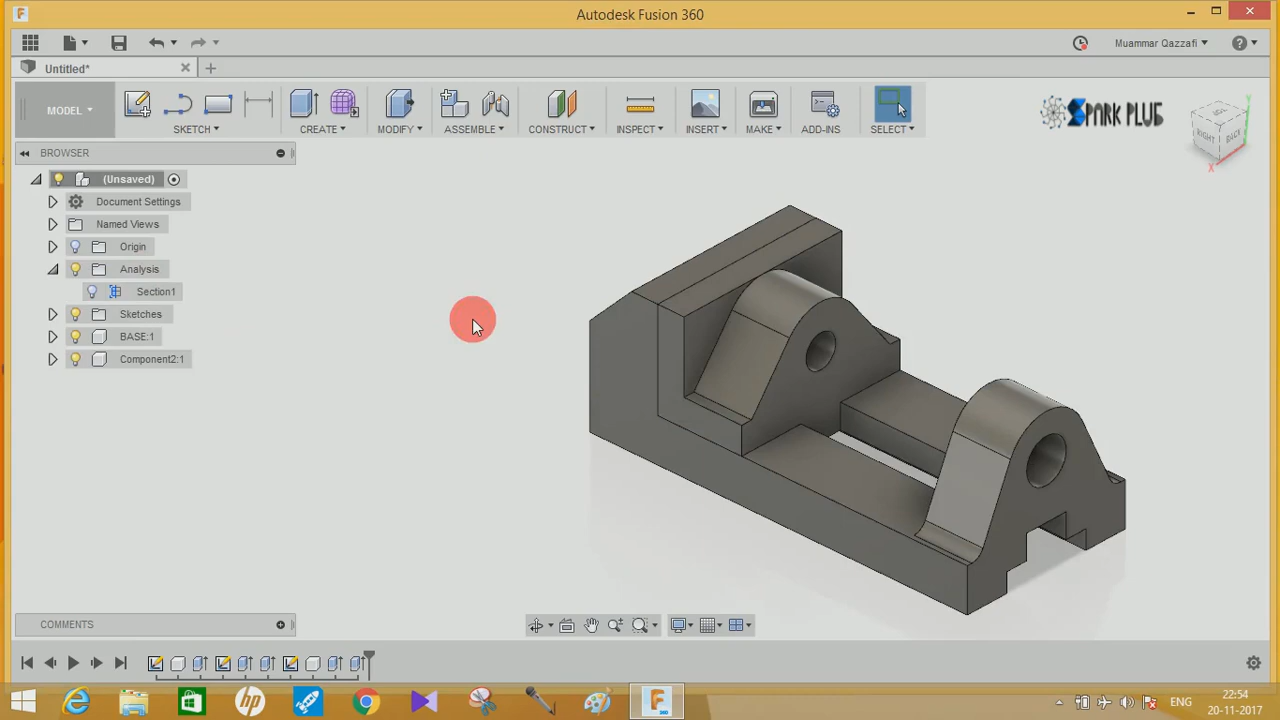 Autodesk Fusion 360
Muammar Qazzafi
Untitled*
MODEL
SKETCH
CREATE
MODIFY
ASSEMBLE
CONSTRUCT
INSPECT
INSERT
MAKE
ADD-INS
SELECT
SPARK PLUG
RIGHT
BACK
Y
X
BROWSER
(Unsaved)
Document Settings
Named Views
Origin
Analysis
Section1
Sketches
BASE:1
Component2:1
COMMENTS
ENG
22:54
20-11-2017